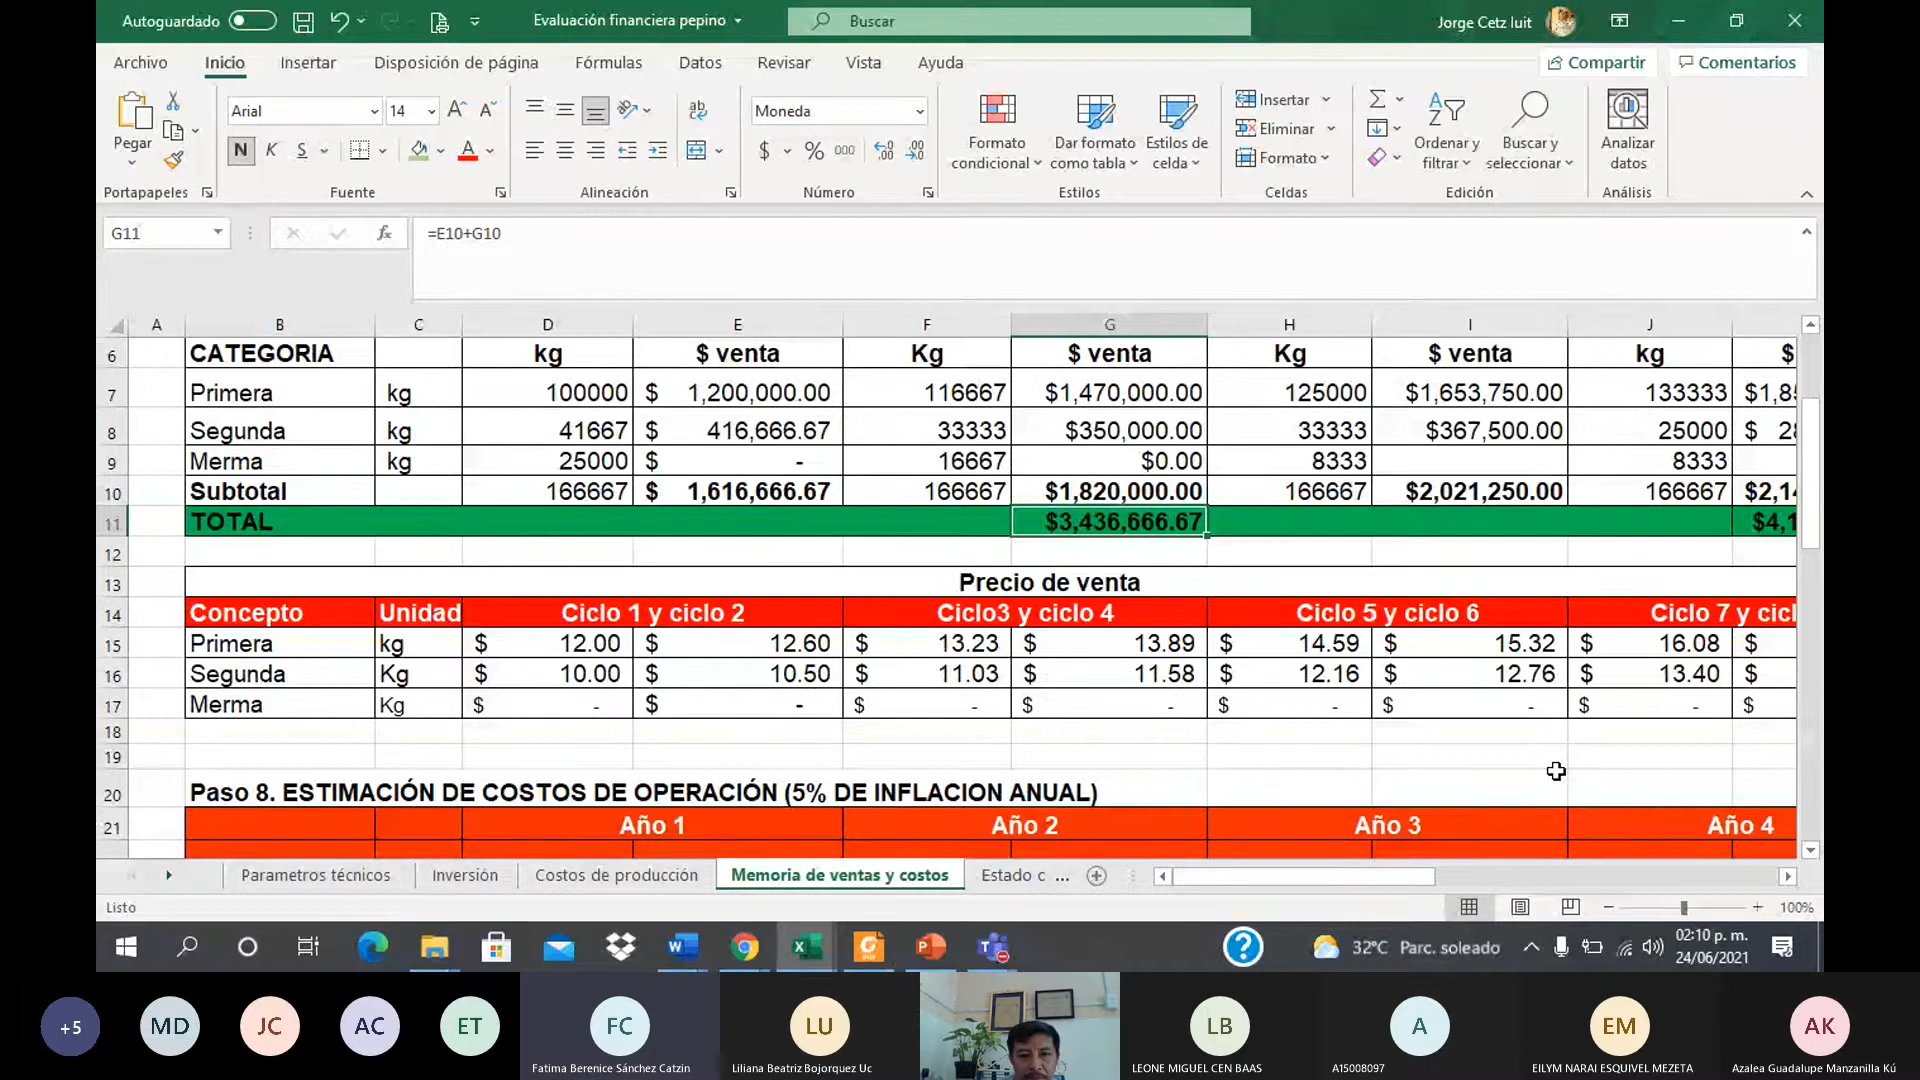 Autoguardado
Evaluación financiera pepino
Buscar
Jorge Cetz luit
Archivo Inicio Insertar Disposición de página Fórmulas Datos Revisar Vista Ayuda Compartir Comentarios
Pegar
Portapapeles
Arial 14
N K S
Fuente
ab
Alineación
Moneda
$ % 000
Número
Formato condicional
Dar formato como tabla
Estilos de celda
Estilos
Insertar
Eliminar
Formato
Celdas
Ordenar y filtrar
Buscar y seleccionar
Edición
Analizar datos
Análisis
G11 fx =E10+G10
A B C D E F G H I J
6 CATEGORIA kg $ venta Kg $ venta Kg $ venta kg $
7 Primera kg 100000 $ 1,200,000.00 116667 $1,470,000.00 125000 $1,653,750.00 133333
8 Segunda kg 41667 $ 416,666.67 33333 $350,000.00 33333 $367,500.00 25000 $
9 Merma kg 25000 $ - 16667 $0.00 8333 8333
10 Subtotal 166667 $ 1,616,666.67 166667 $1,820,000.00 166667 $2,021,250.00 166667
11 TOTAL $3,436,666.67
12
13 Precio de venta
14 Concepto Unidad Ciclo 1 y ciclo 2 Ciclo3 y ciclo 4 Ciclo 5 y ciclo 6 Ciclo 7 y cicl
15 Primera kg $ 12.00 $ 12.60 $ 13.23 $ 13.89 $ 14.59 $ 15.32 $ 16.08 $
16 Segunda Kg $ 10.00 $ 10.50 $ 11.03 $ 11.58 $ 12.16 $ 12.76 $ 13.40 $
17 Merma Kg $ - $ - $ - $ - $ - $ - $ - $
18
19
20 Paso 8. ESTIMACIÓN DE COSTOS DE OPERACIÓN (5% DE INFLACION ANUAL)
21 Año 1 Año 2 Año 3 Año 4
Parametros técnicos Inversión Costos de producción Memoria de ventas y costos Estado c ...
Listo 100%
32°C Parc. soleado
02:10 p. m.
24/06/2021
+5 MD JC AC ET FC LU LB A EM AK
Fatima Berenice Sánchez Catzin
Liliana Beatriz Bojorquez Uc
LEONE MIGUEL CEN BAAS
A15008097
EILYM NARAI ESQUIVEL MEZETA
Azalea Guadalupe Manzanilla Kú